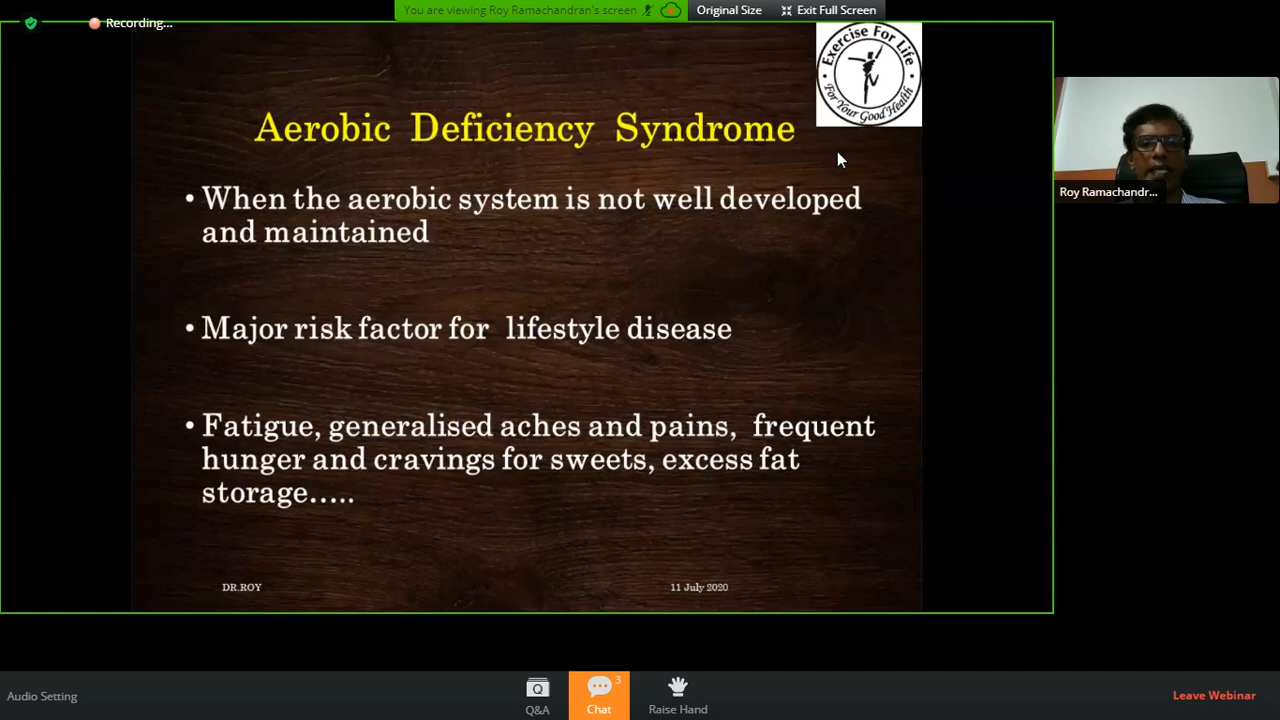 You are viewing Roy Ramachandran's screen
Original Size
Exit Full Screen
Recording...
Exercise For Life
For Your Good Health
Aerobic Deficiency Syndrome
• When the aerobic system is not well developed
and maintained
• Major risk factor for lifestyle disease
• Fatigue, generalised aches and pains, frequent
hunger and cravings for sweets, excess fat
storage.....
DR.ROY
11 July 2020
Roy Ramachandr...
Audio Setting
Q
Q&A
3
Chat
Raise Hand
Leave Webinar